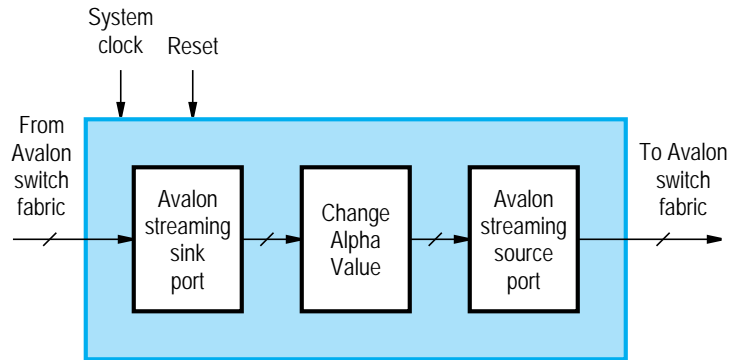 System
clock
Reset
From
Avalon
switch
fabric
Avalon
streaming
sink
port
Change
Alpha
Value
Avalon
streaming
source
port
To Avalon
switch
fabric